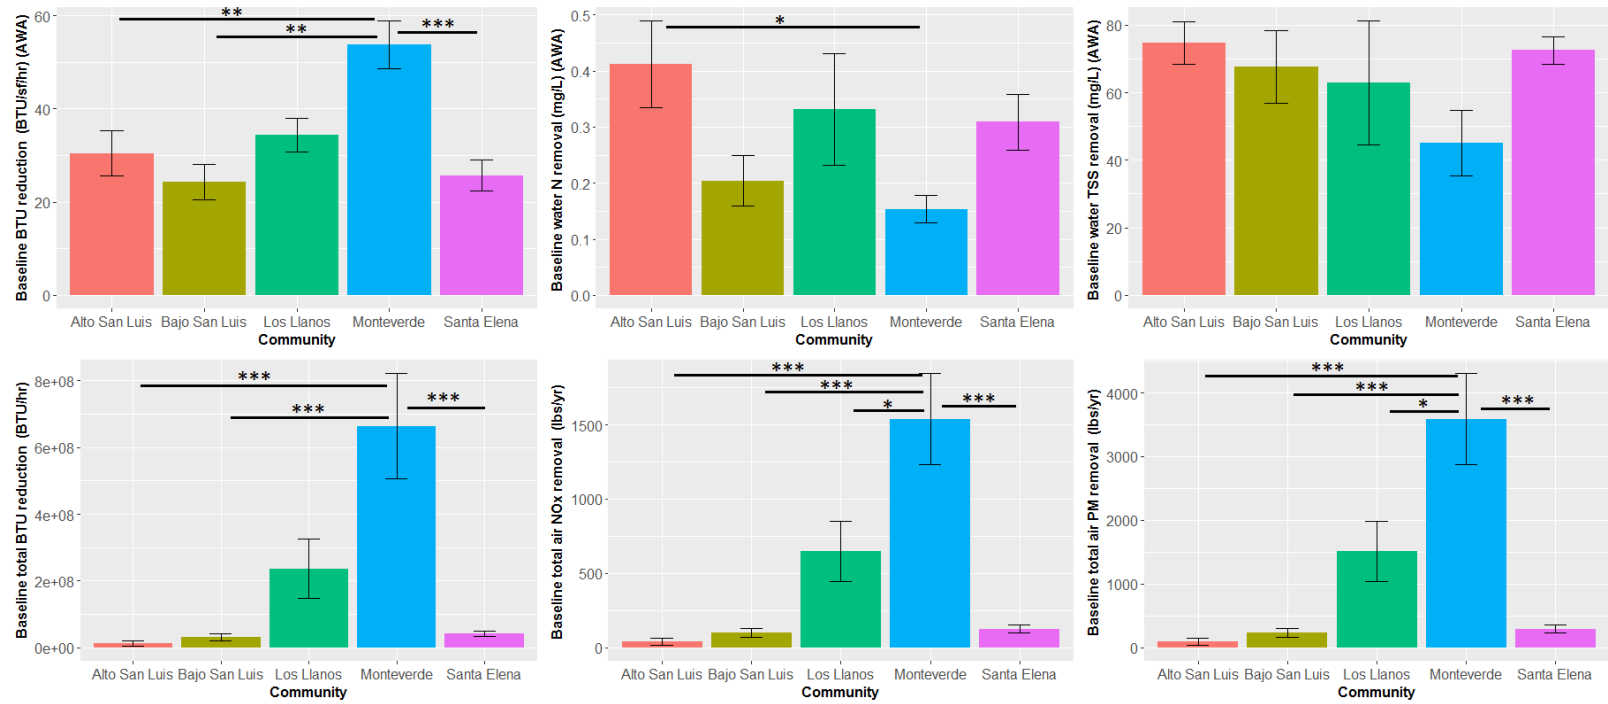 Baseline BTU reduction (BTU/sf/hr) (AWA)
60
40
20
0
**
**
***
Alto San Luis Bajo San Luis Los Llanos Monteverde Santa Elena
Community
Baseline water N removal (mg/L) (AWA)
0.5
0.4
0.3
0.2
0.1
0.0
*
Alto San Luis Bajo San Luis Los Llanos Monteverde Santa Elena
Community
Baseline water TSS removal (mg/L) (AWA)
80
60
40
20
0
Alto San Luis Bajo San Luis Los Llanos Monteverde Santa Elena
Community
Baseline total BTU reduction (BTU/hr)
8e+08
6e+08
4e+08
2e+08
0e+00
***
***
***
Alto San Luis Bajo San Luis Los Llanos Monteverde Santa Elena
Community
Baseline total air NOx removal (lbs/yr)
1500
1000
500
0
***
***
*
***
Alto San Luis Bajo San Luis Los Llanos Monteverde Santa Elena
Community
Baseline total air PM removal (lbs/yr)
4000
3000
2000
1000
0
***
***
*
***
Alto San Luis Bajo San Luis Los Llanos Monteverde Santa Elena
Community